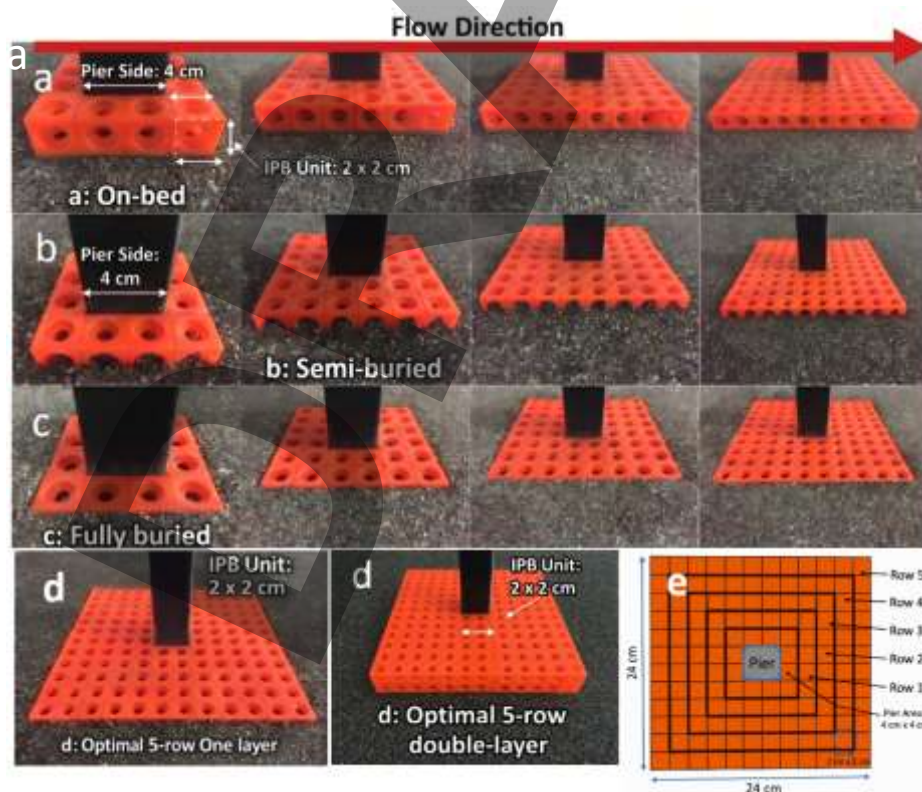 Flow Direction
a
a
Pier Side: 4 cm
IPB Unit: 2 x 2 cm
a: On-bed
b
Pier Side:
4 cm
b: Semi-buried
c
c: Fully buried
d
IPB Unit:
2 x 2 cm
d: Optimal 5-row One layer
d
IPB Unit:
2 x 2 cm
d: Optimal 5-row
double-layer
e
Row 5
Row 4
Row 3
Row 2
Row 1
Pier
Pier Area
24 cm
24 cm